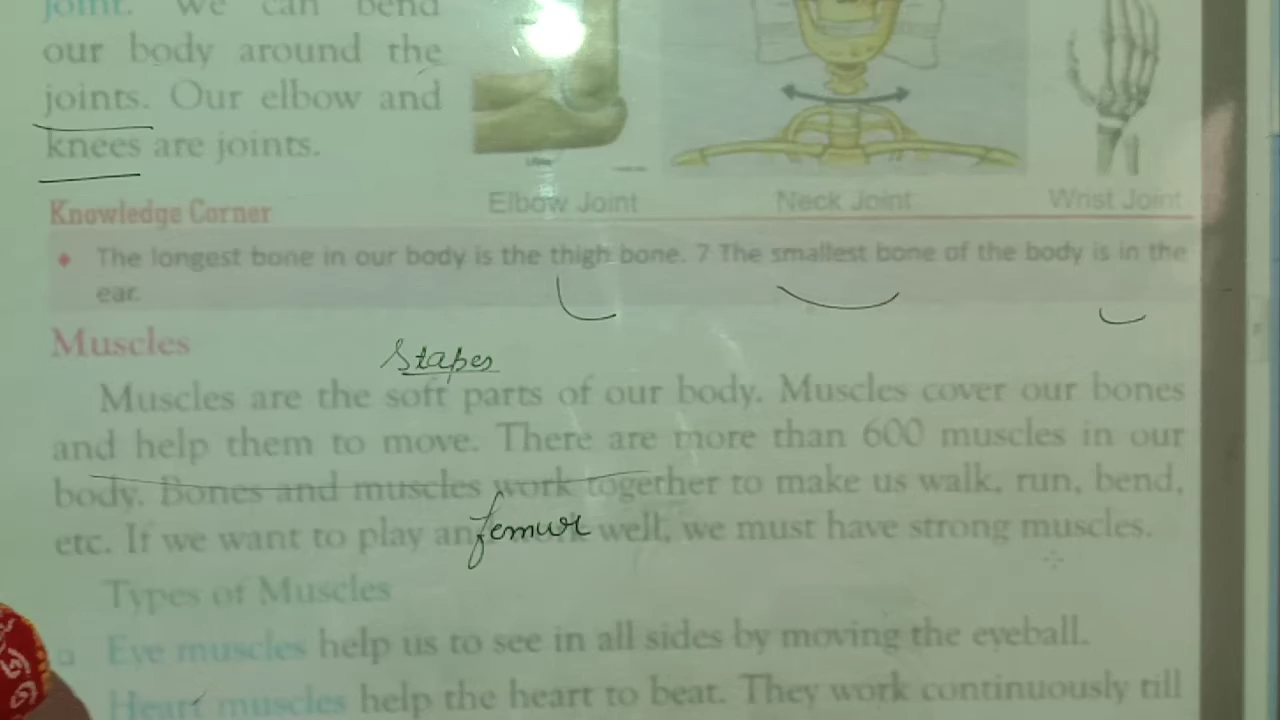 joint. We can bend
our body around the
joints. Our elbow and
knees are joints.
Elbow Joint
Neck Joint
Wrist Joint
Knowledge Corner
The longest bone in our body is the thigh bone. 7 The smallest bone of the body is in the
ear.
Muscles
Stapes
Muscles are the soft parts of our body. Muscles cover our bones
and help them to move. There are more than 600 muscles in our
body. Bones and muscles work together to make us walk, run, bend,
etc. If we want to play well, we must have strong muscles.
femur
Types of Muscles
Eye muscles help us to see in all sides by moving the eyeball.
Heart muscles help the heart to beat. They work continuously till